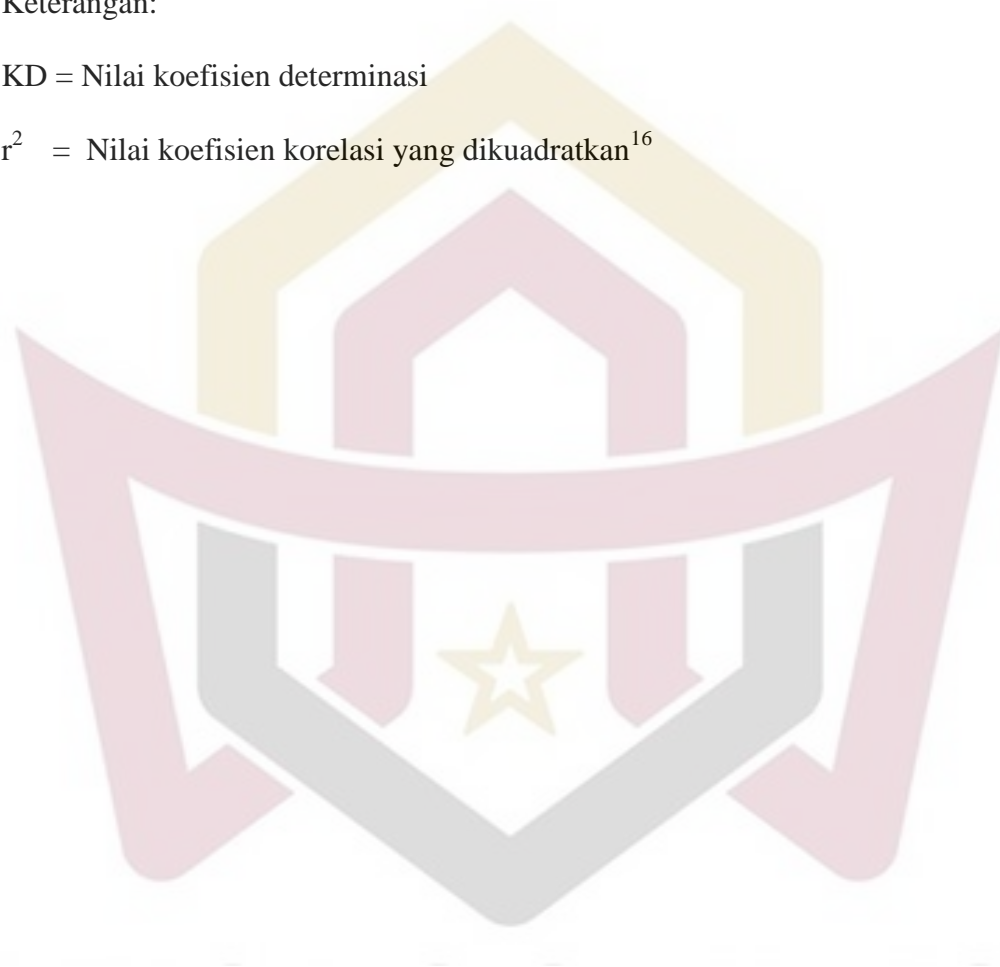 Keterangan:
KD = Nilai koefisien determinasi
r² = Nilai koefisien korelasi yang dikuadratkan¹⁶